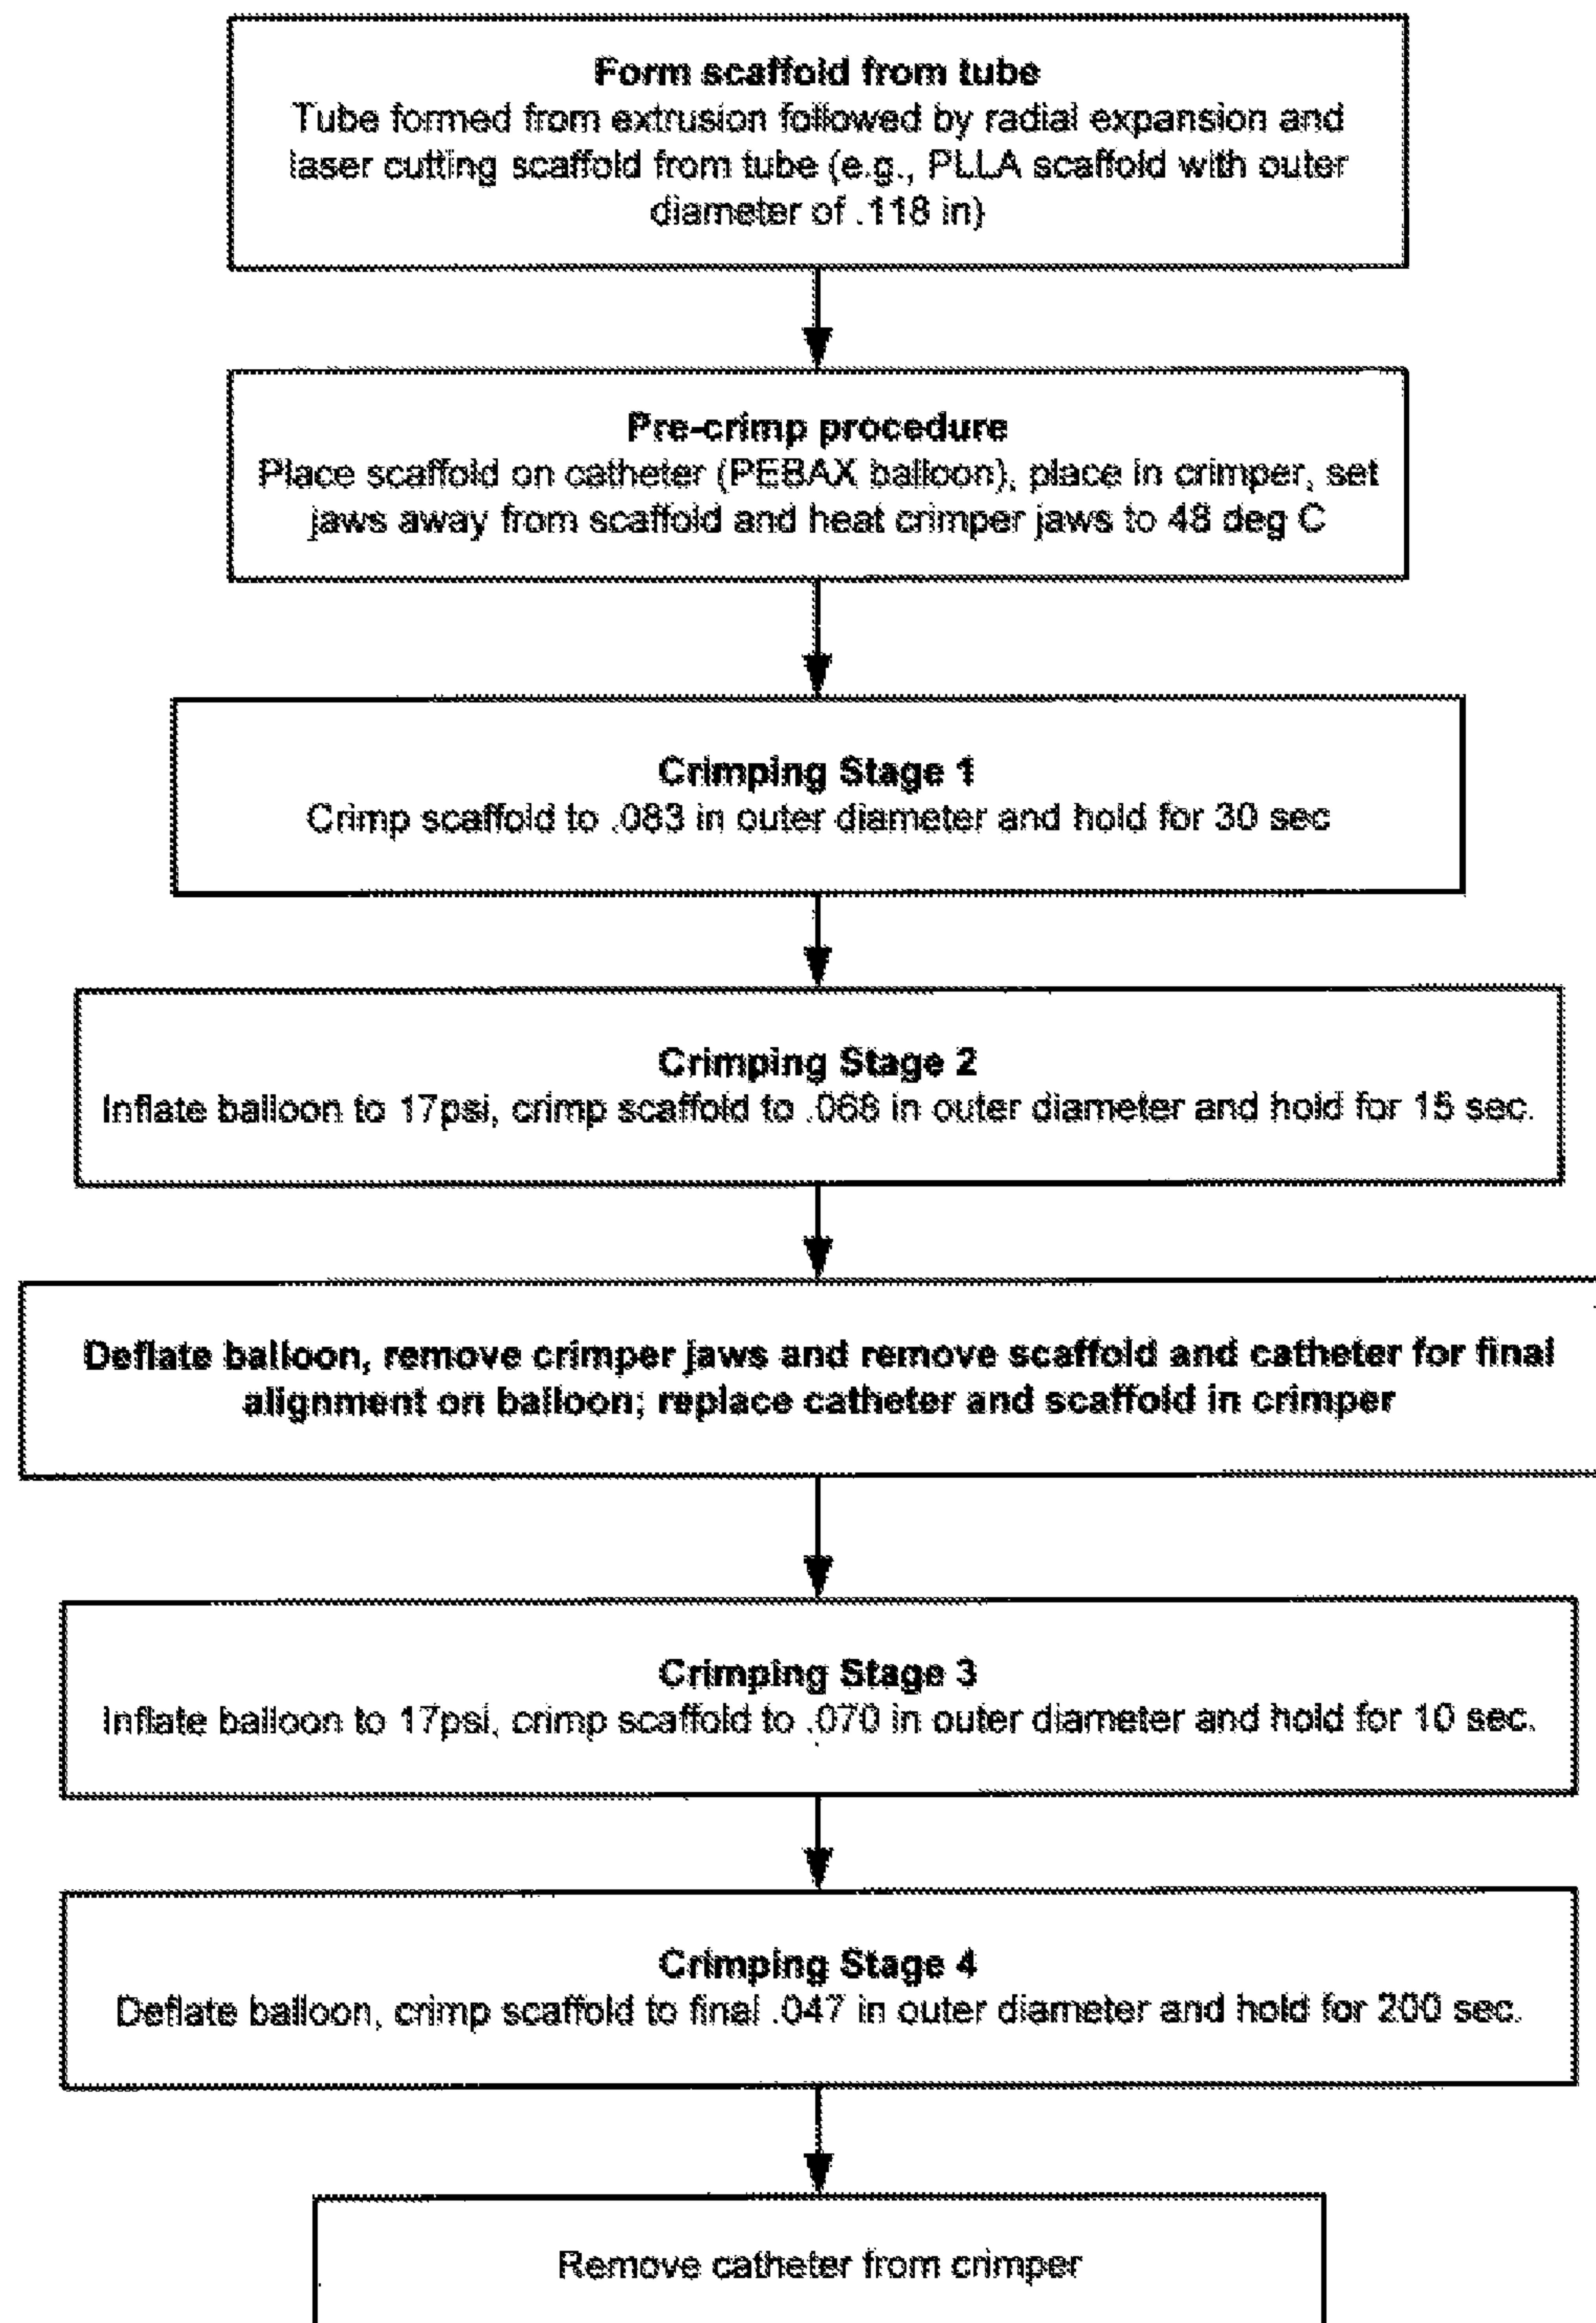 Form scaffold from tube
Tube formed from extrusion followed by radial expansion and
laser cutting scaffold from tube (e.g., PLLA scaffold with outer
diameter of .118 in)
Pre-crimp procedure
Place scaffold on catheter (PEBAX balloon), place in crimper, set
jaws away from scaffold and heat crimper jaws to 48 deg C
Crimping Stage 1
Crimp scaffold to .083 in outer diameter and hold for 30 sec
Crimping Stage 2
Inflate balloon to 17psi, crimp scaffold to .068 in outer diameter and hold for 15 sec.
Deflate balloon, remove crimper jaws and remove scaffold and catheter for final
alignment on balloon; replace catheter and scaffold in crimper
Crimping Stage 3
Inflate balloon to 17psi, crimp scaffold to .070 in outer diameter and hold for 10 sec.
Crimping Stage 4
Deflate balloon, crimp scaffold to final .047 in outer diameter and hold for 200 sec.
Remove catheter from crimper